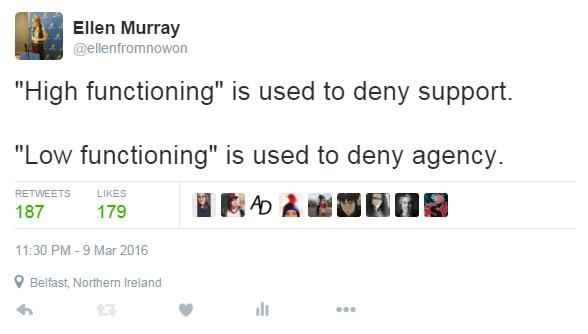 Ellen Murray
@ellenfromnowon
"High functioning" is used to deny support.
"Low functioning" is used to deny agency.
RETWEETS LIKES
187 179
AD
11:30 PM - 9 Mar 2016
Belfast, Northern Ireland